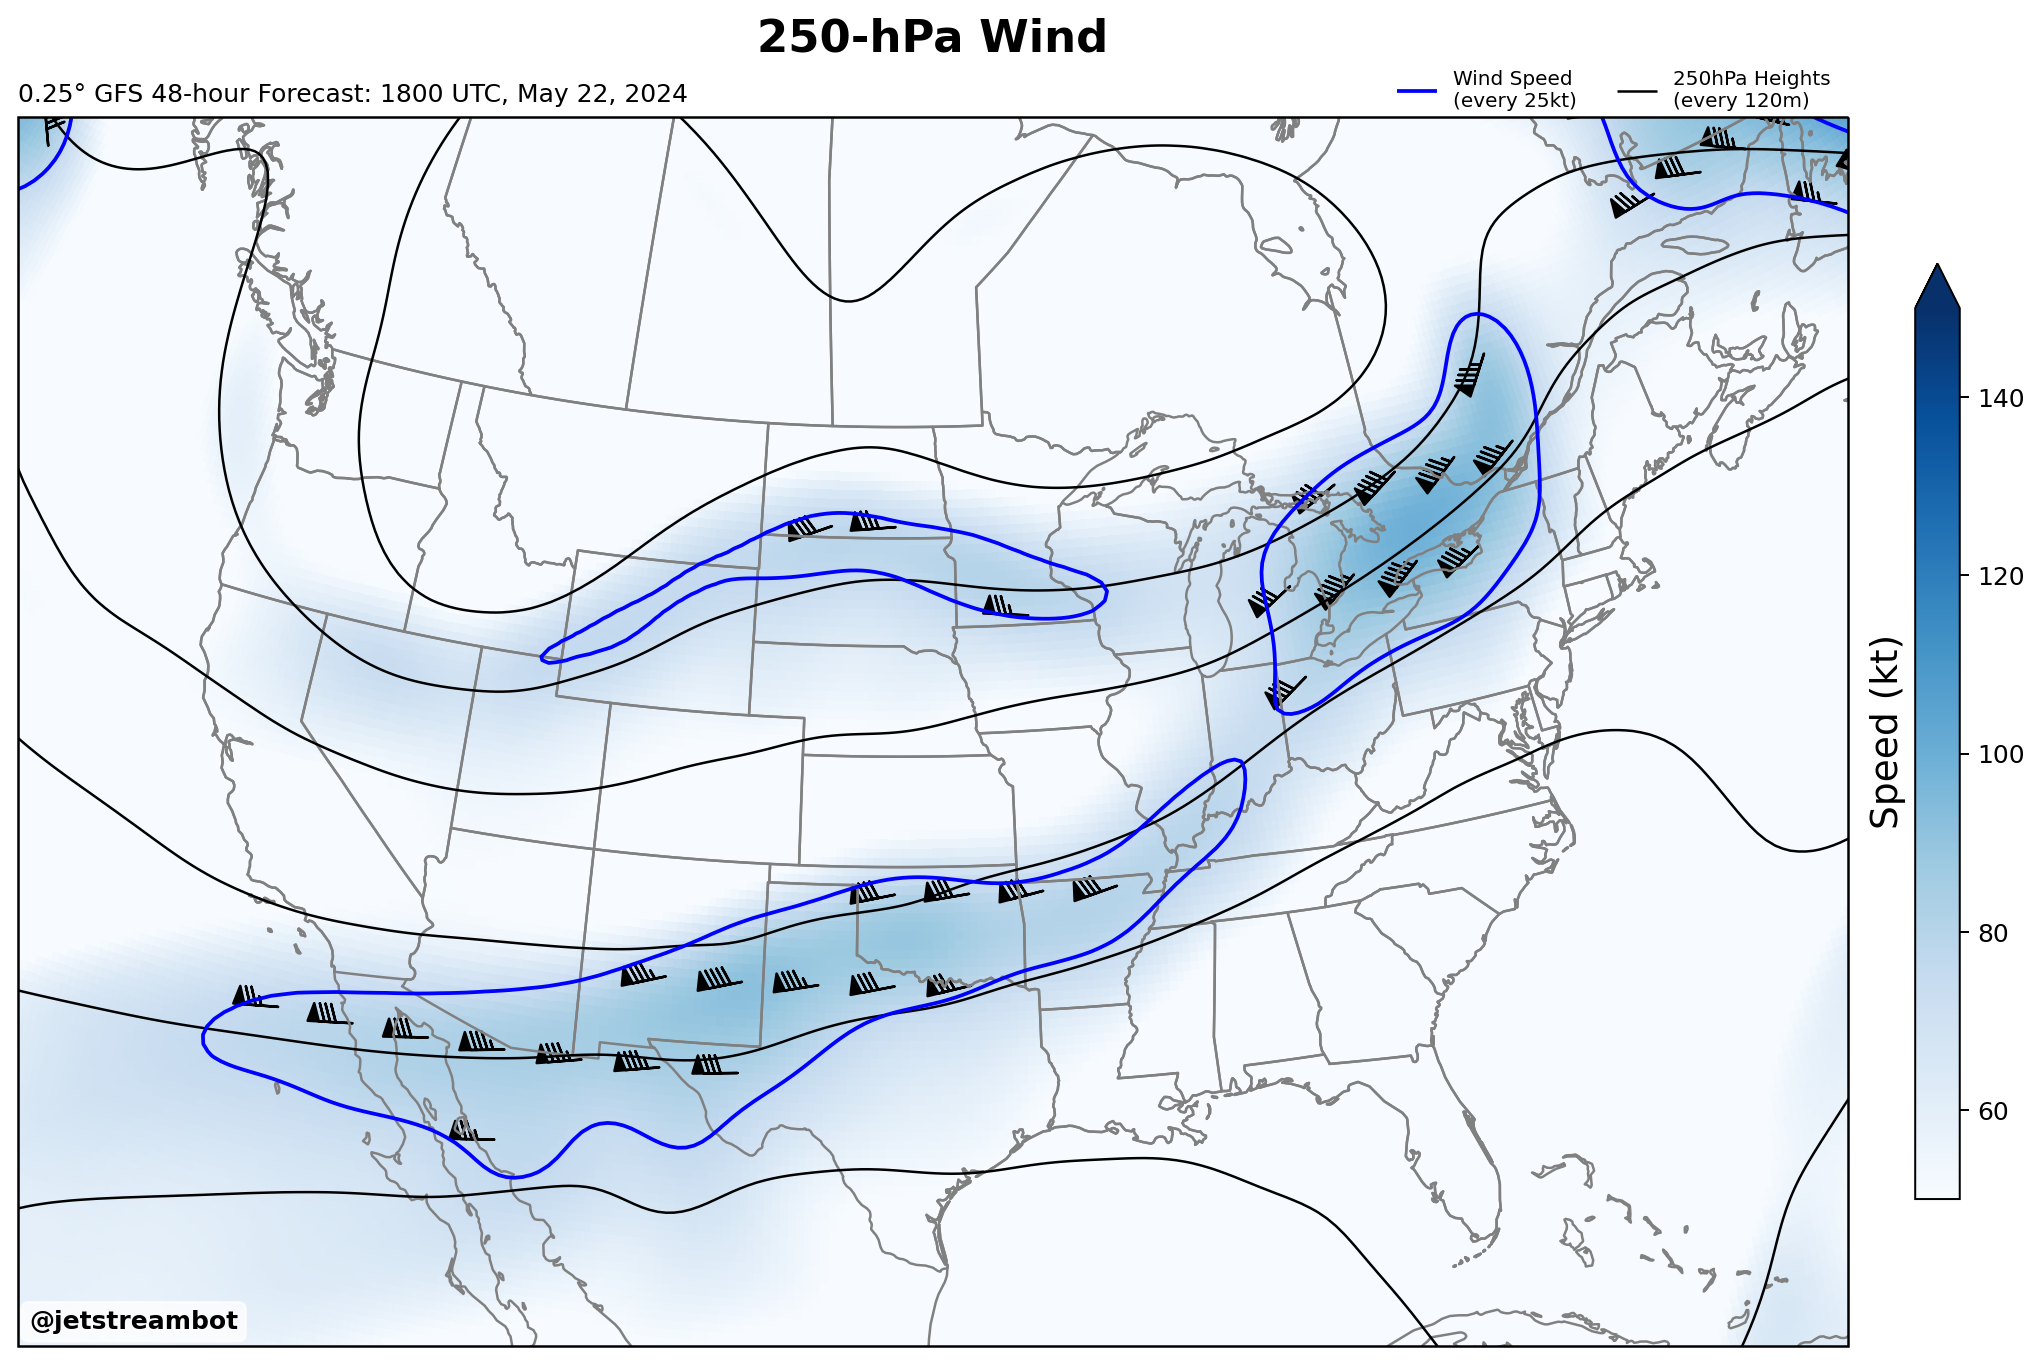 250-hPa Wind
0.25° GFS 48-hour Forecast: 1800 UTC, May 22, 2024
Wind Speed
(every 25kt)
250hPa Heights
(every 120m)
140
120
100
80
60
Speed (kt)
@jetstreambot